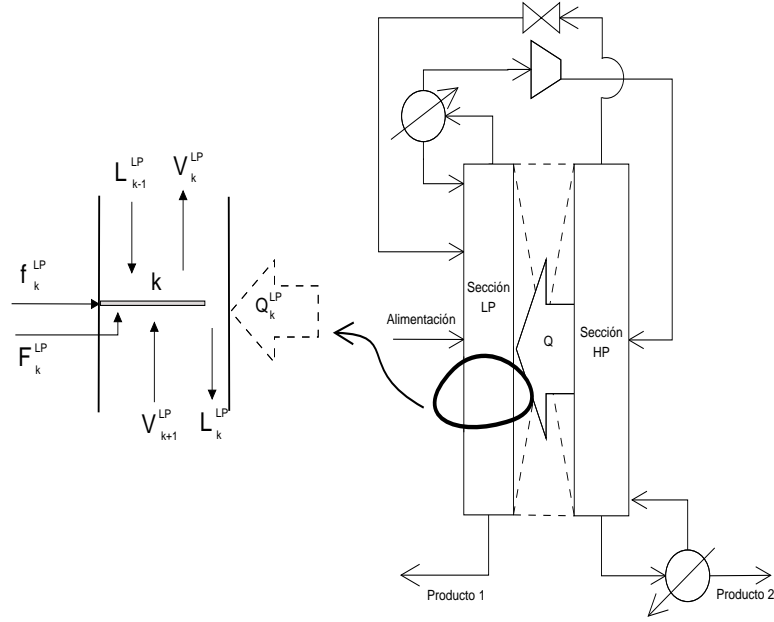 L k-1 LP
V k LP
f k LP
k
Q k LP
F k LP
V k+1 LP
L k LP
Sección
LP
Alimentación
Q
Sección
HP
Producto 1
Producto 2